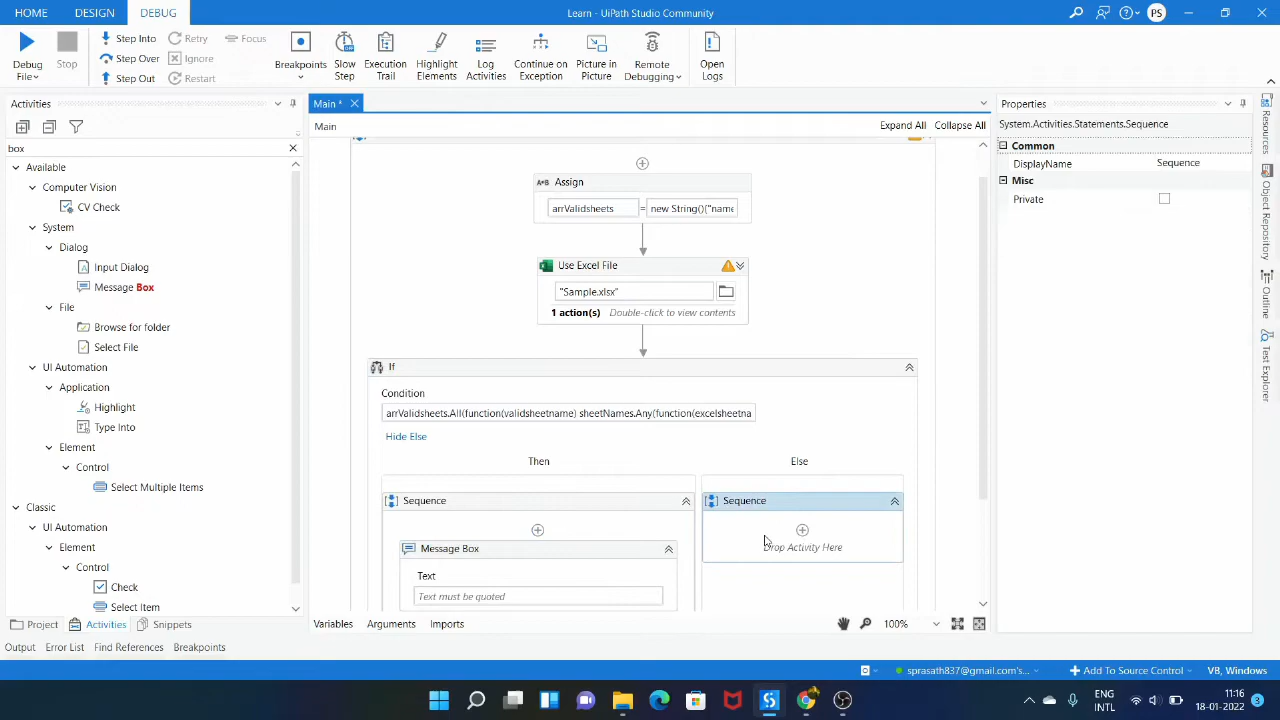 HOME DESIGN DEBUG Learn - UiPath Studio Community PS
Debug File Stop Step Into Step Over Step Out Retry Ignore Restart Focus Breakpoints Slow Step Execution Trail Highlight Elements Log Activities Continue on Exception Picture in Picture Remote Debugging Open Logs
Activities
box
Available
Computer Vision
CV Check
System
Dialog
Input Dialog
Message Box
File
Browse for folder
Select File
UI Automation
Application
Highlight
Type Into
Element
Control
Select Multiple Items
Classic
UI Automation
Element
Control
Check
Select Item
Project Activities Snippets
Main *
Main Expand All Collapse All
A*B Assign
arrValidsheets = new String(){"name
Use Excel File
"Sample.xlsx"
1 action(s) Double-click to view contents
If
Condition
arrValidsheets.All(function(validsheetname) sheetNames.Any(function(excelsheetna
Hide Else
Then Else
Sequence Sequence
Drop Activity Here
Message Box
Text
Text must be quoted
Variables Arguments Imports 100%
Properties
System.Activities.Statements.Sequence
Common
DisplayName Sequence
Misc
Private
Resources
Object Repository
Outline
Test Explorer
Output Error List Find References Breakpoints
sprasath837@gmail.com's... Add To Source Control VB, Windows
ENG INTL 11:16 18-01-2022 3